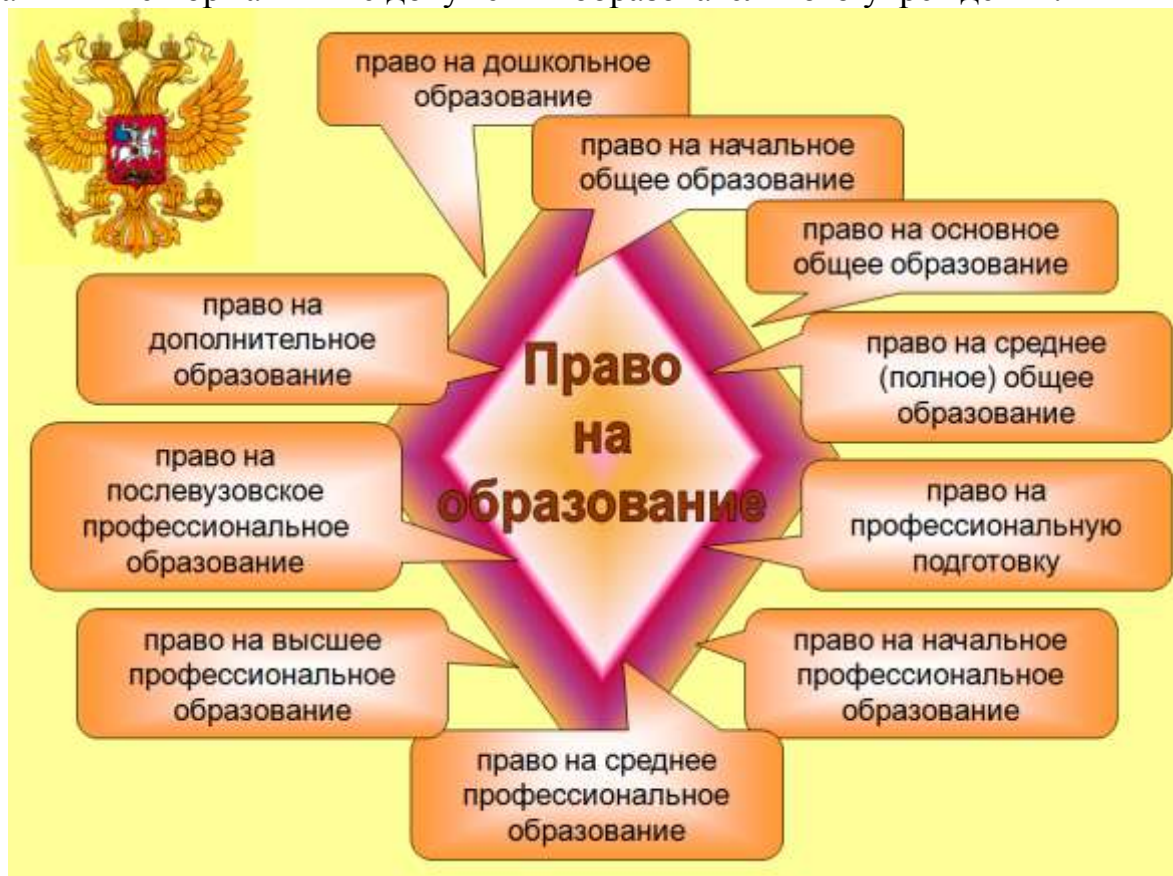 право на дошкольное
образование
право на начальное
общее образование
право на основное
общее образование
право на
дополнительное
образование
право на среднее
(полное) общее
образование
Право
на
образование
право на
послевузовское
профессиональное
образование
право на
профессиональную
подготовку
право на высшее
профессиональное
образование
право на начальное
профессиональное
образование
право на среднее
профессиональное
образование